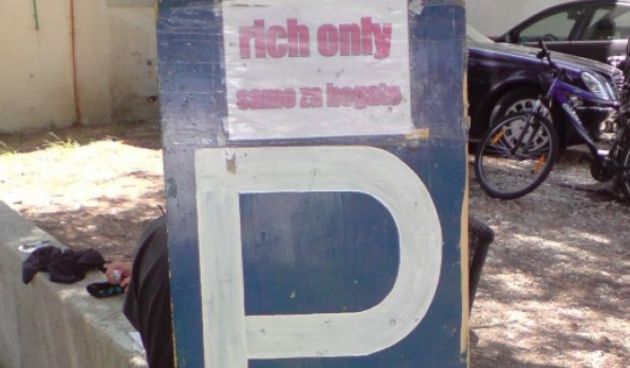 rich only
samo za bogate
P